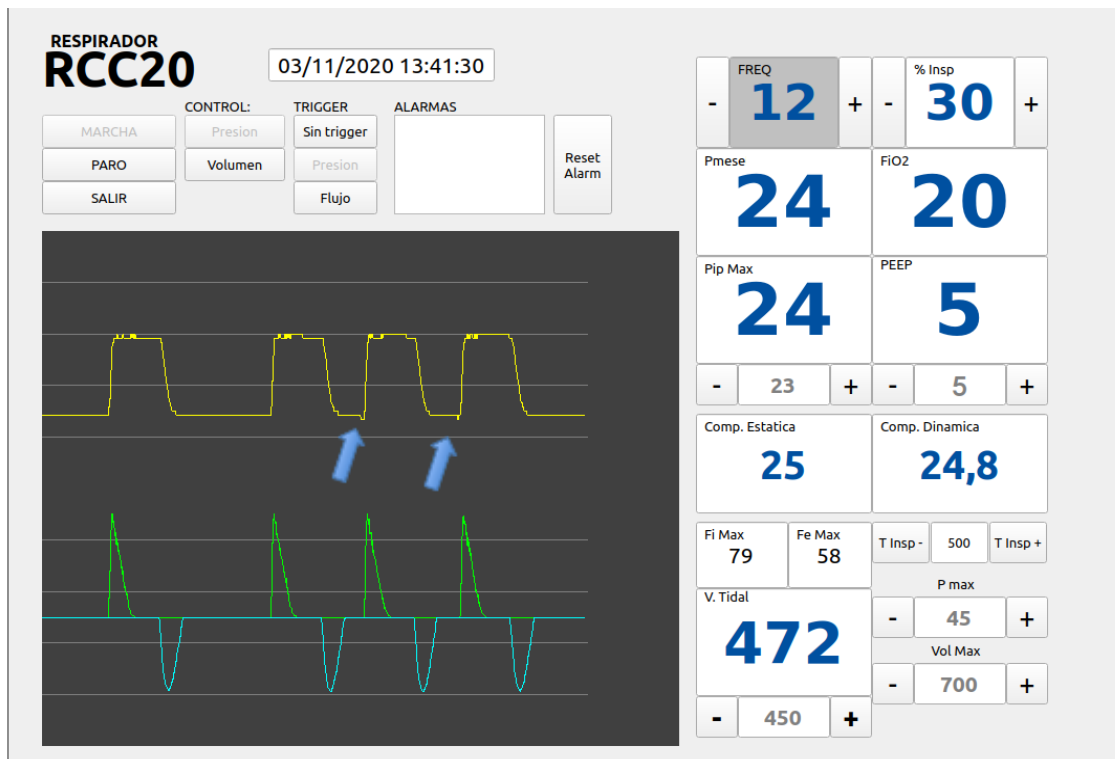 RESPIRADOR
RCC20
03/11/2020 13:41:30
CONTROL: TRIGGER ALARMAS
MARCHA Presion Sin trigger
PARO Volumen Presion
SALIR Flujo
Reset
Alarm
FREQ % Insp
- 12 + - 30 +
Pmese FiO2
24 20
Pip Max PEEP
24 5
- 23 + - 5 +
Comp. Estatica Comp. Dinamica
25 24,8
Fi Max Fe Max
79 58
T Insp - 500 T Insp +
P max
- 45 +
V. Tidal
472
Vol Max
- 700 +
- 450 +